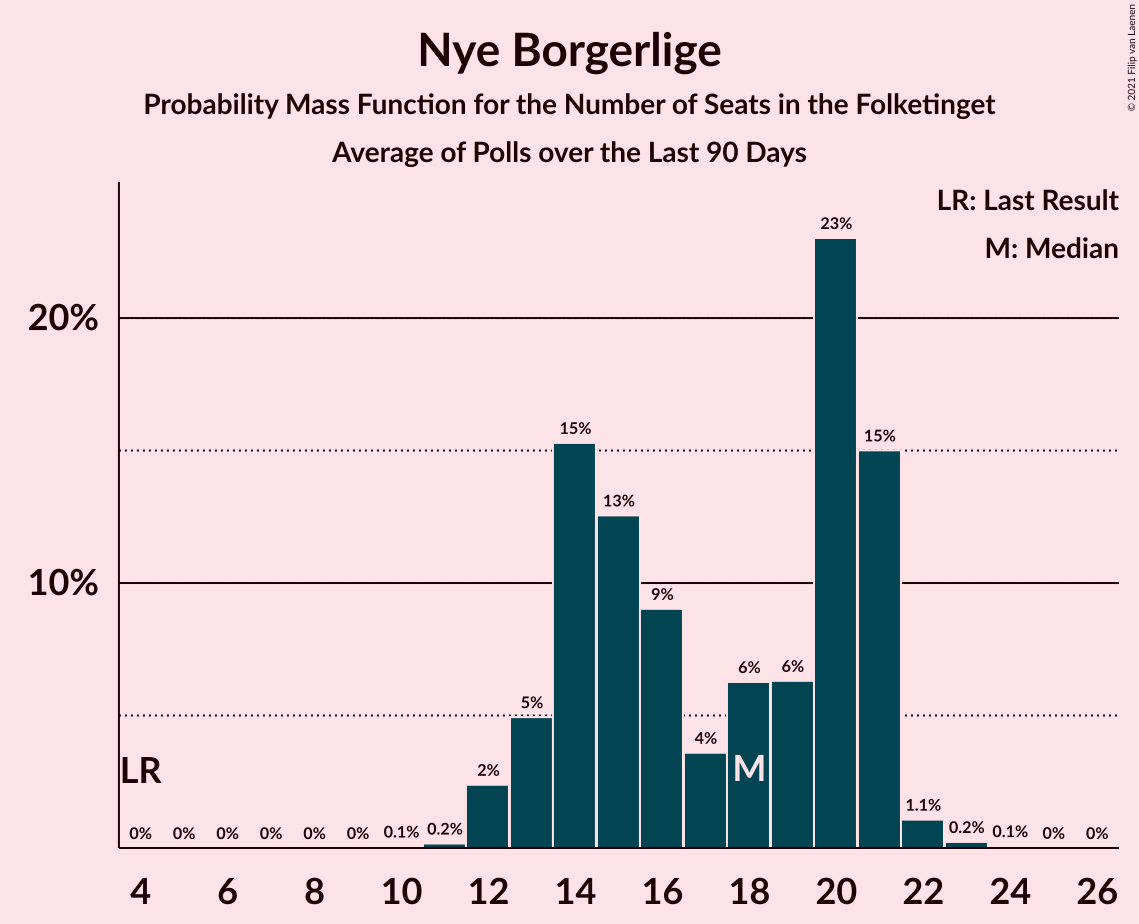 Nye Borgerlige
Probability Mass Function for the Number of Seats in the Folketinget
Average of Polls over the Last 90 Days
© 2021 Filip van Laenen
LR: Last Result
M: Median
20%
10%
23%
15%
15%
13%
9%
6%
6%
5%
4%
2%
1.1%
LR
M
0%
0%
0%
0%
0%
0%
0.1%
0.2%
0.2%
0.1%
0%
0%
4 6 8 10 12 14 16 18 20 22 24 26